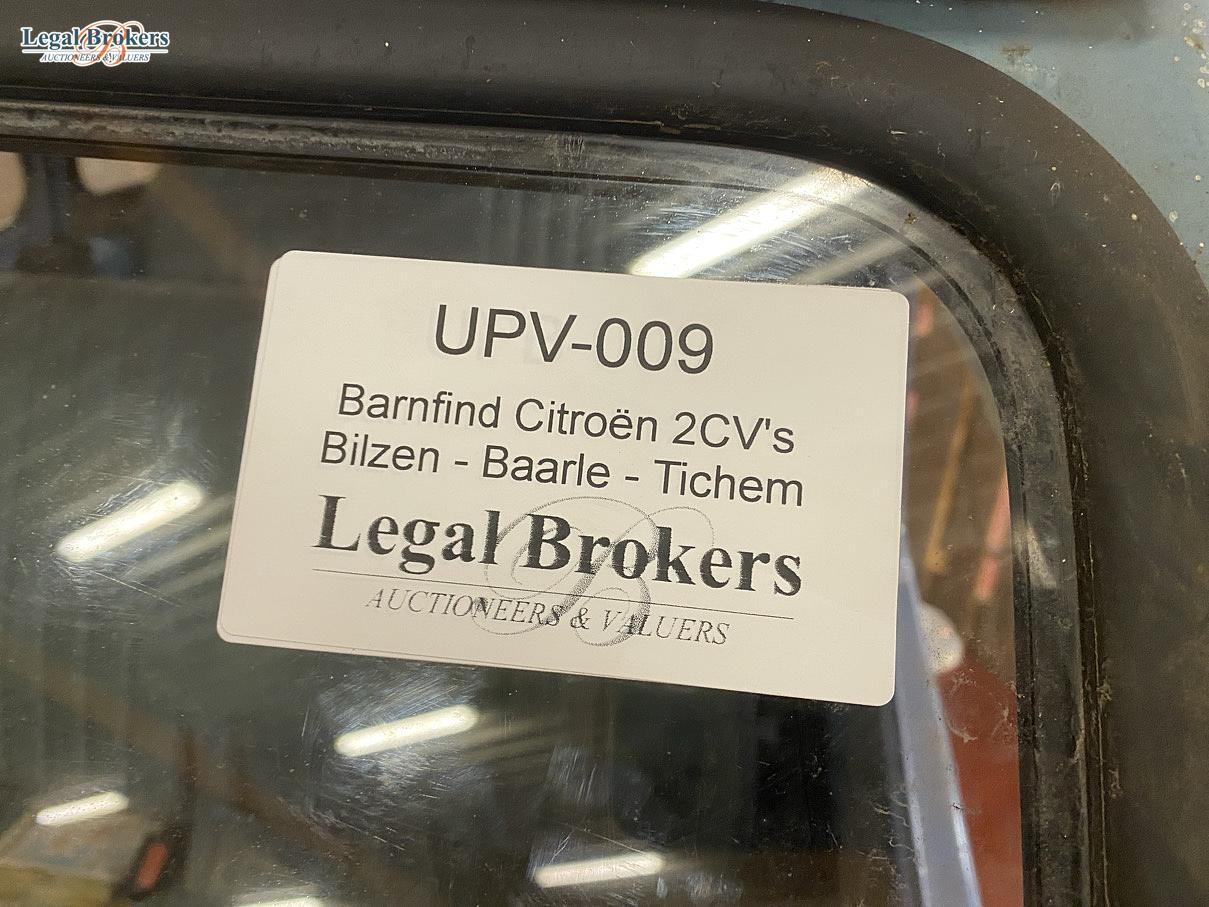 Legal Brokers
AUCTIONEERS & VALUERS
UPV-009
Barnfind Citroën 2CV's
Bilzen - Baarle - Tichem
Legal Brokers
AUCTIONEERS & VALUERS